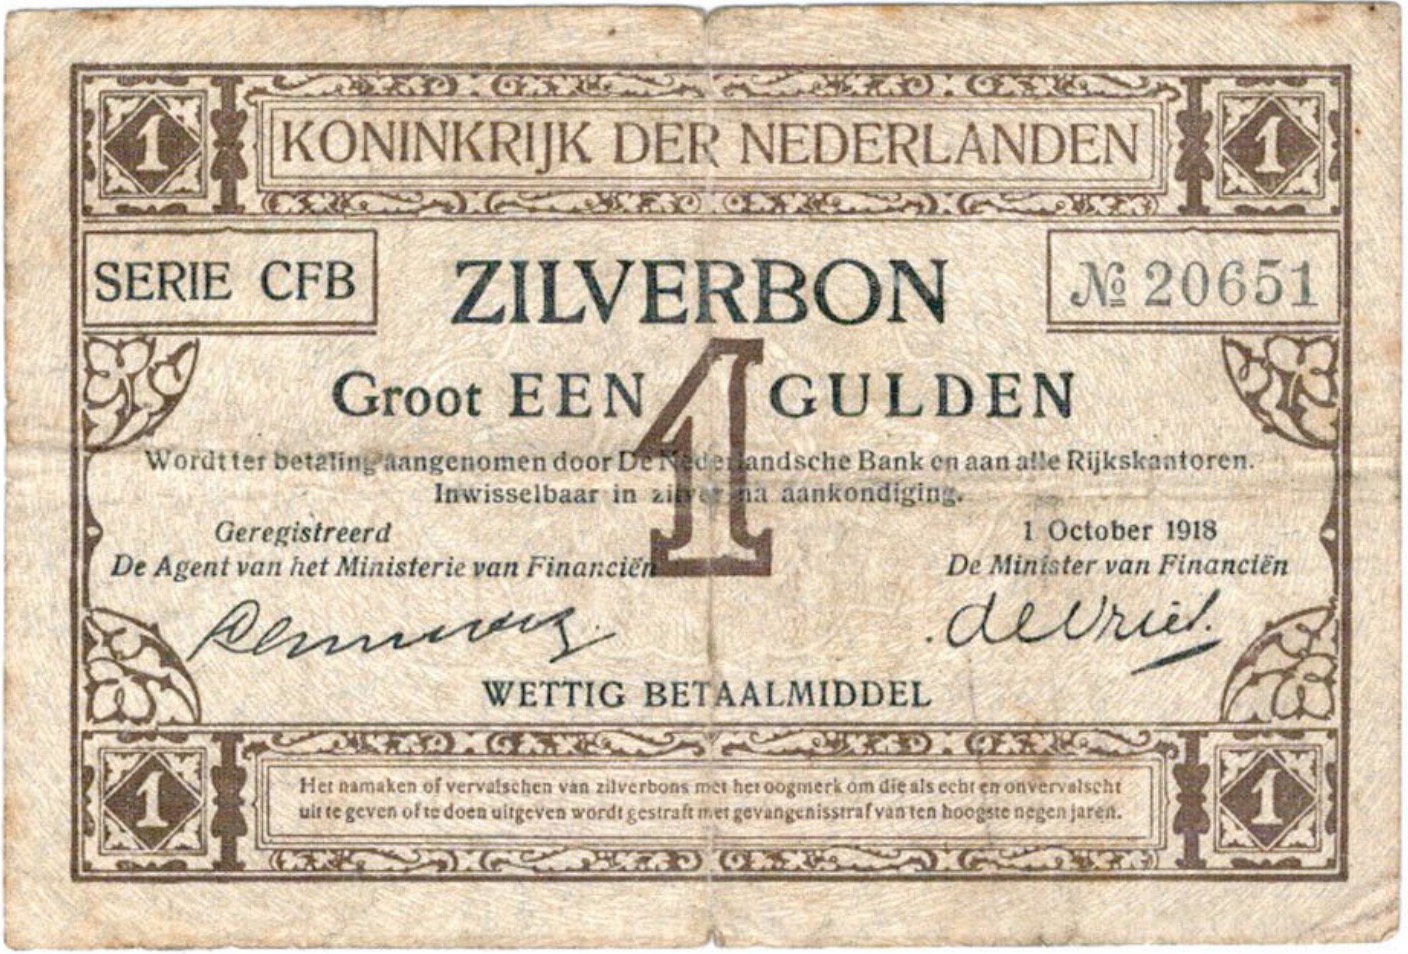 1 KONINKRIJK DER NEDERLANDEN 1
SERIE CFB
ZILVERBON
№ 20651
Groot EEN 1 GULDEN
Wordt ter betaling aangenomen door De Nederlandsche Bank en aan alle Rijkskantoren.
Inwisselbaar in zilver na aankondiging.
Geregistreerd
De Agent van het Ministerie van Financiën
1 October 1918
De Minister van Financiën
de Vries.
WETTIG BETAALMIDDEL
1 1
Het namaken of vervalschen van zilverbons met het oogmerk om die als echt en onvervalscht
uit te geven of te doen uitgeven wordt gestraft met gevangenisstraf van ten hoogste negen jaren.